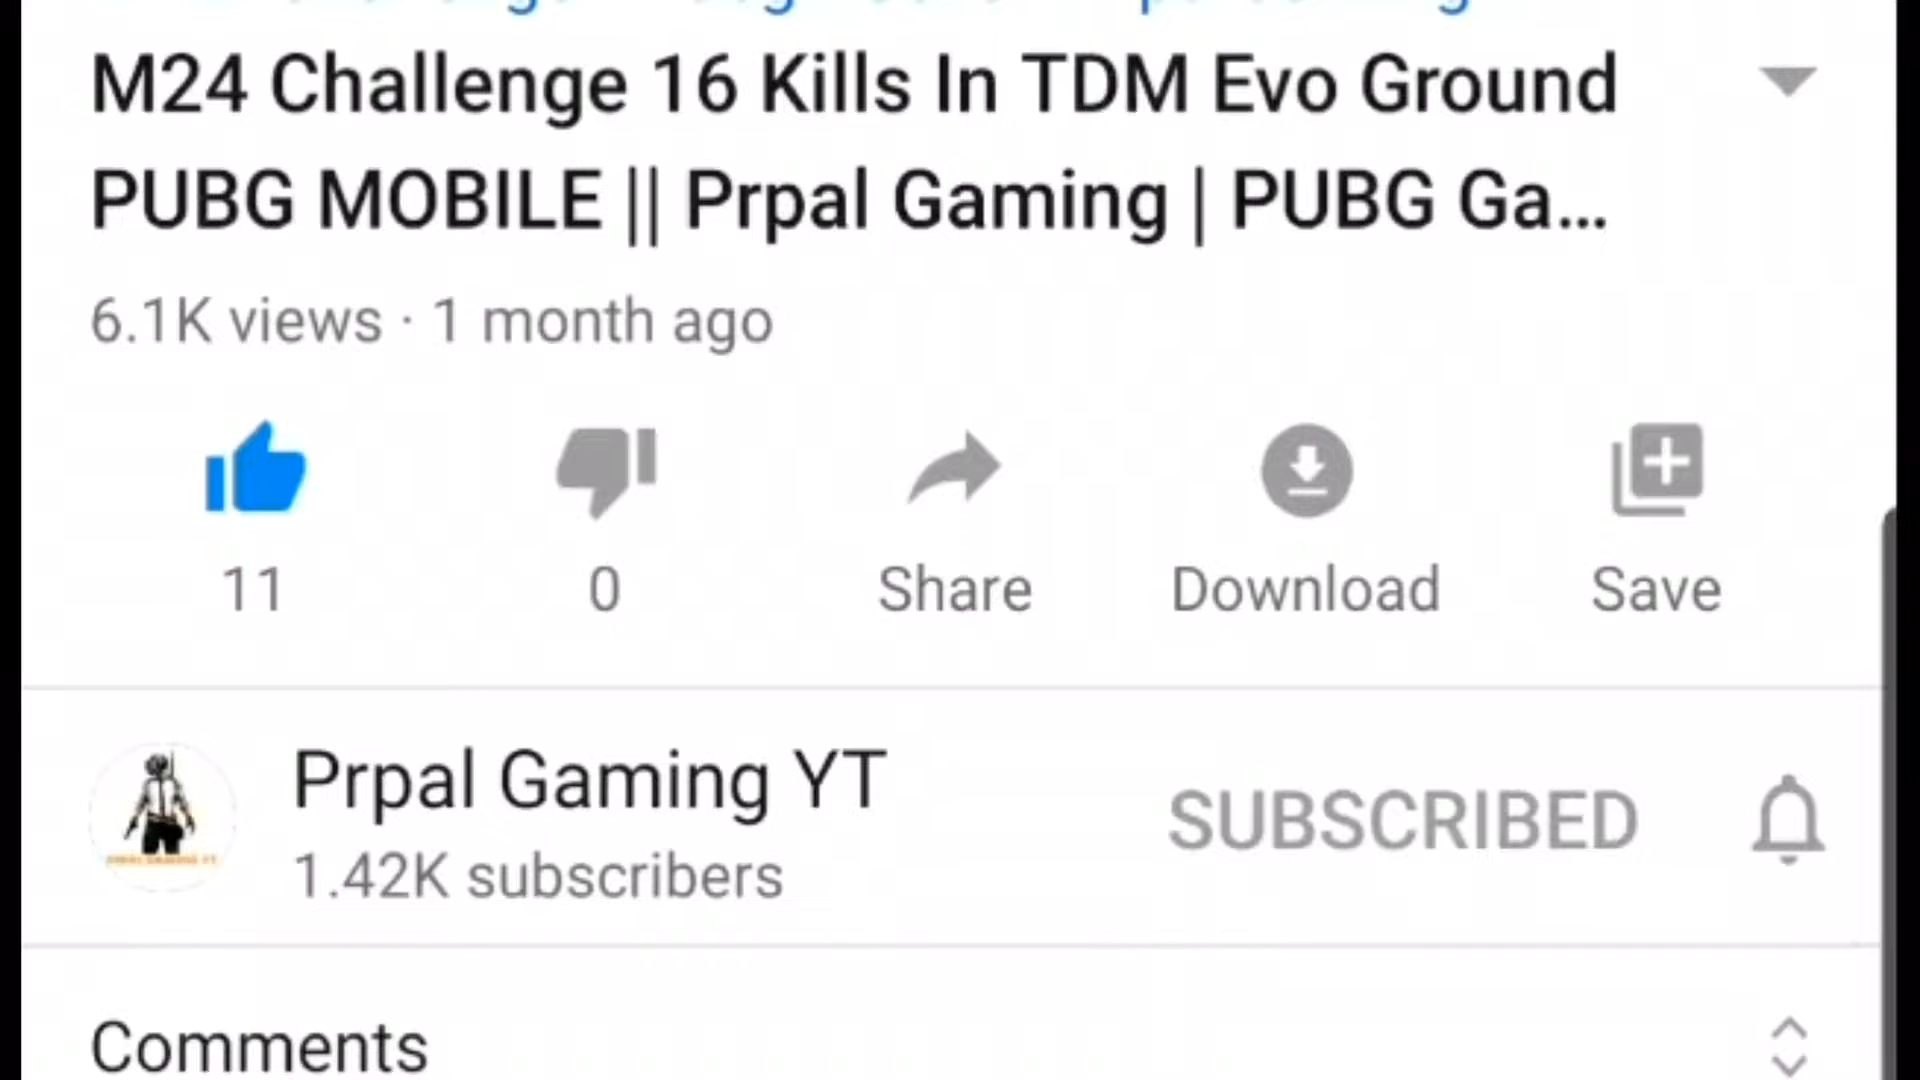 M24 Challenge 16 Kills In TDM Evo Ground
PUBG MOBILE || Prpal Gaming | PUBG Ga...
6.1K views · 1 month ago
11
0
Share
Download
Save
Prpal Gaming YT
SUBSCRIBED
1.42K subscribers
Comments